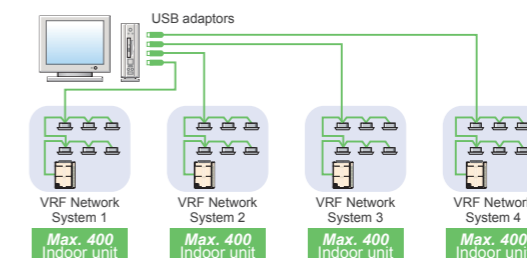 USB adaptors
VRF Network
System 1
VRF Network
System 2
VRF Network
System 3
VRF Network
System 4
Max. 400
Indoor unit
Max. 400
Indoor unit
Max. 400
Indoor unit
Max. 400
Indoor unit